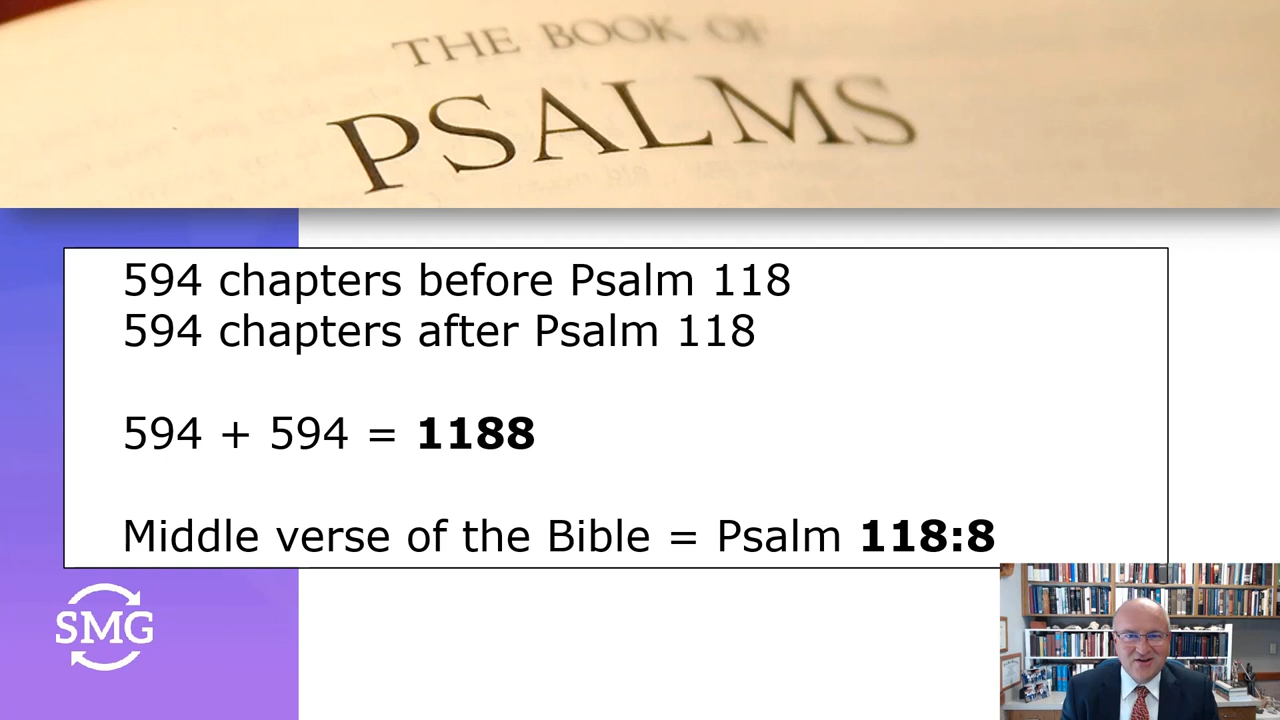 THE BOOK OF
PSALMS
594 chapters before Psalm 118
594 chapters after Psalm 118
594 + 594 = 1188
Middle verse of the Bible = Psalm 118:8
SMG